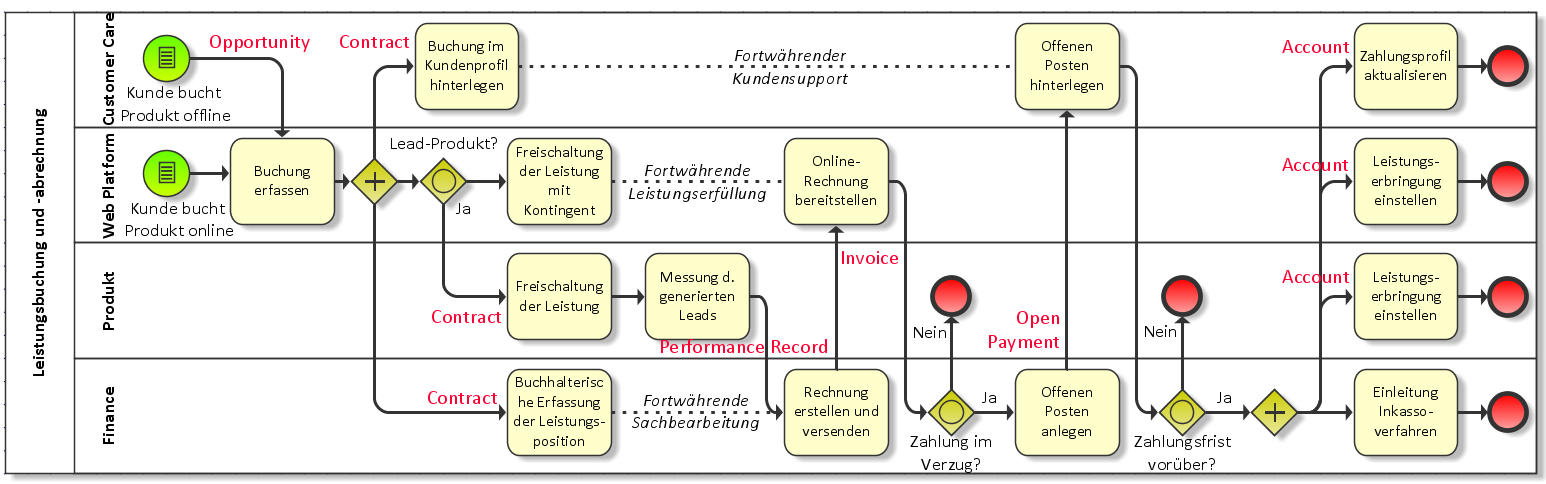 Leistungsbuchung und -abrechnung
Customer Care
Opportunity
Kunde bucht
Produkt offline
Contract
Buchung im
Kundenprofil
hinterlegen
Fortwährender
Kundensupport
Offenen
Posten
hinterlegen
Account
Zahlungsprofil
aktualisieren
Web Platform
Kunde bucht
Produkt online
Buchung
erfassen
Lead-Produkt?
Ja
Freischaltung
der Leistung
mit
Kontingent
Fortwährende
Leistungserfüllung
Online-
Rechnung
bereitstellen
Account
Leistungs-
erbringung
einstellen
Produkt
Contract
Freischaltung
der Leistung
Messung d.
generierten
Leads
Performance Record
Invoice
Nein
Open
Payment
Nein
Account
Leistungs-
erbringung
einstellen
Finance
Contract
Buchhalterisc
he Erfassung
der Leistungs-
position
Fortwährende
Sachbearbeitung
Rechnung
erstellen und
versenden
Zahlung im
Verzug?
Ja
Offenen
Posten
anlegen
Zahlungsfrist
vorüber?
Ja
Einleitung
Inkasso-
verfahren